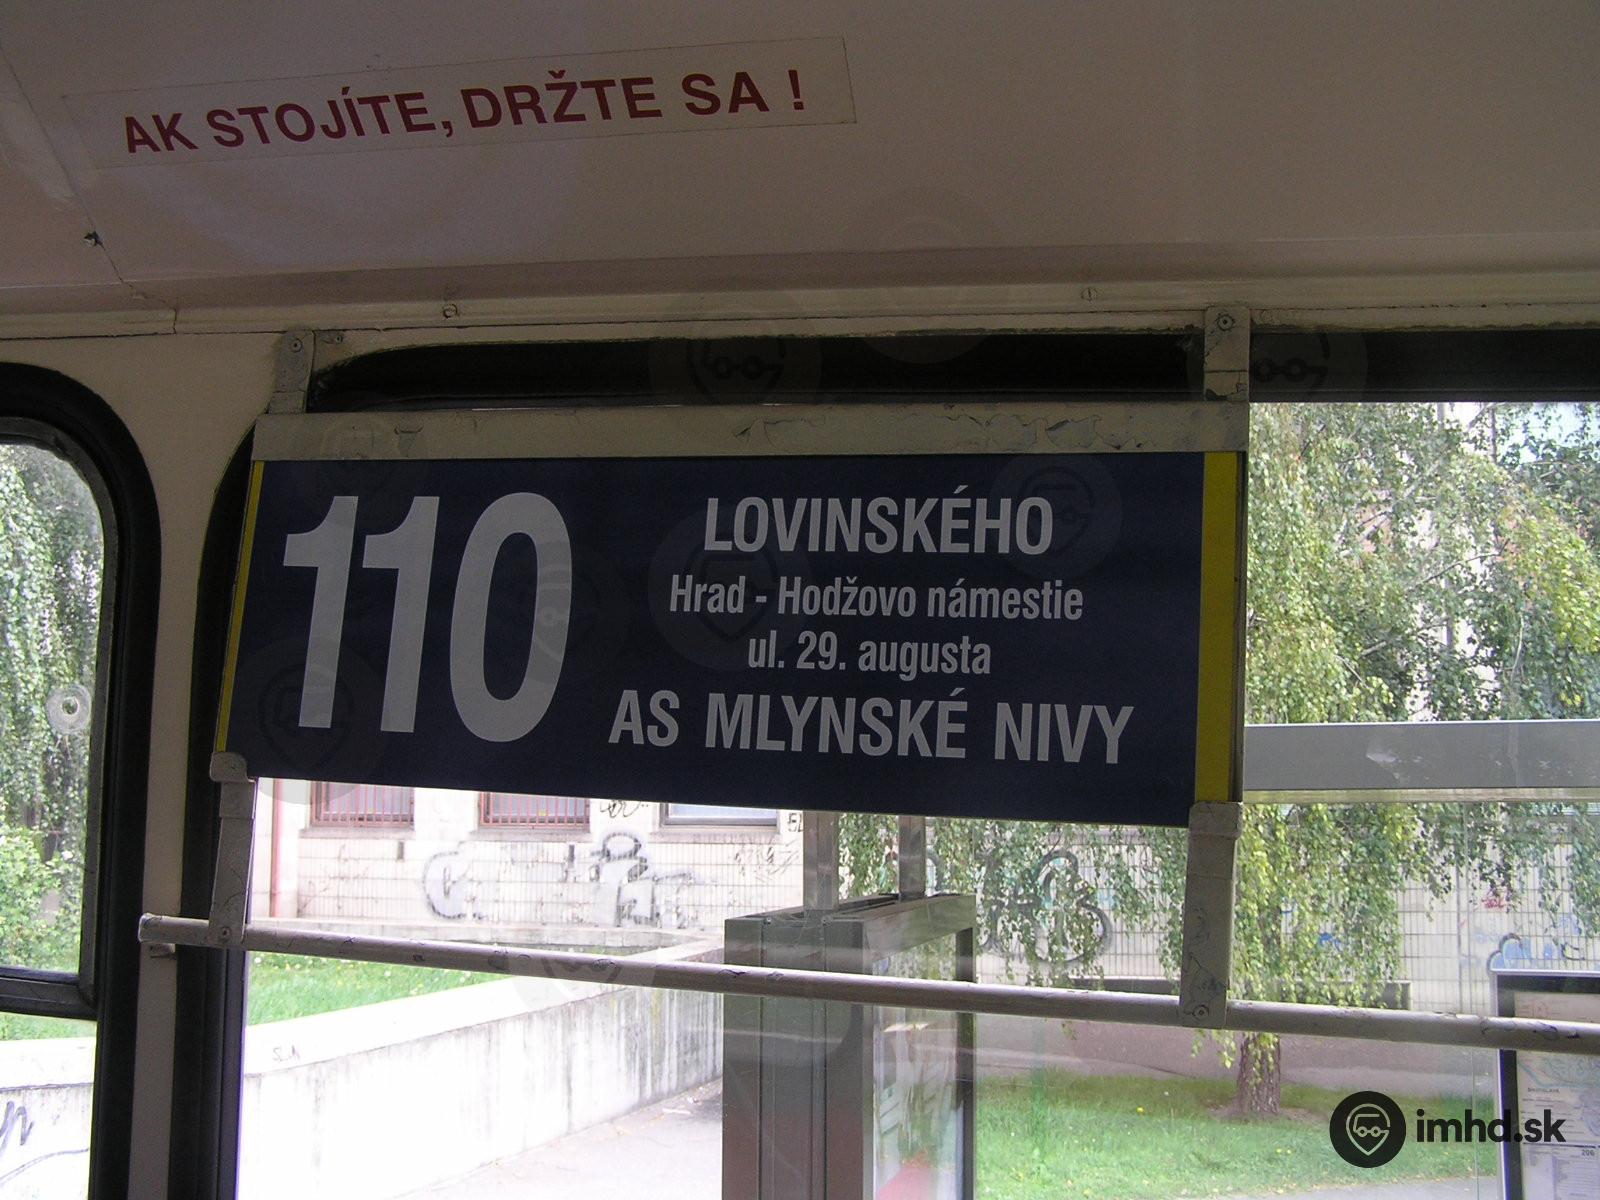 AK STOJÍTE, DRŽTE SA !
110
LOVINSKÉHO
Hrad - Hodžovo námestie
ul. 29. augusta
AS MLYNSKÉ NIVY
imhd.sk